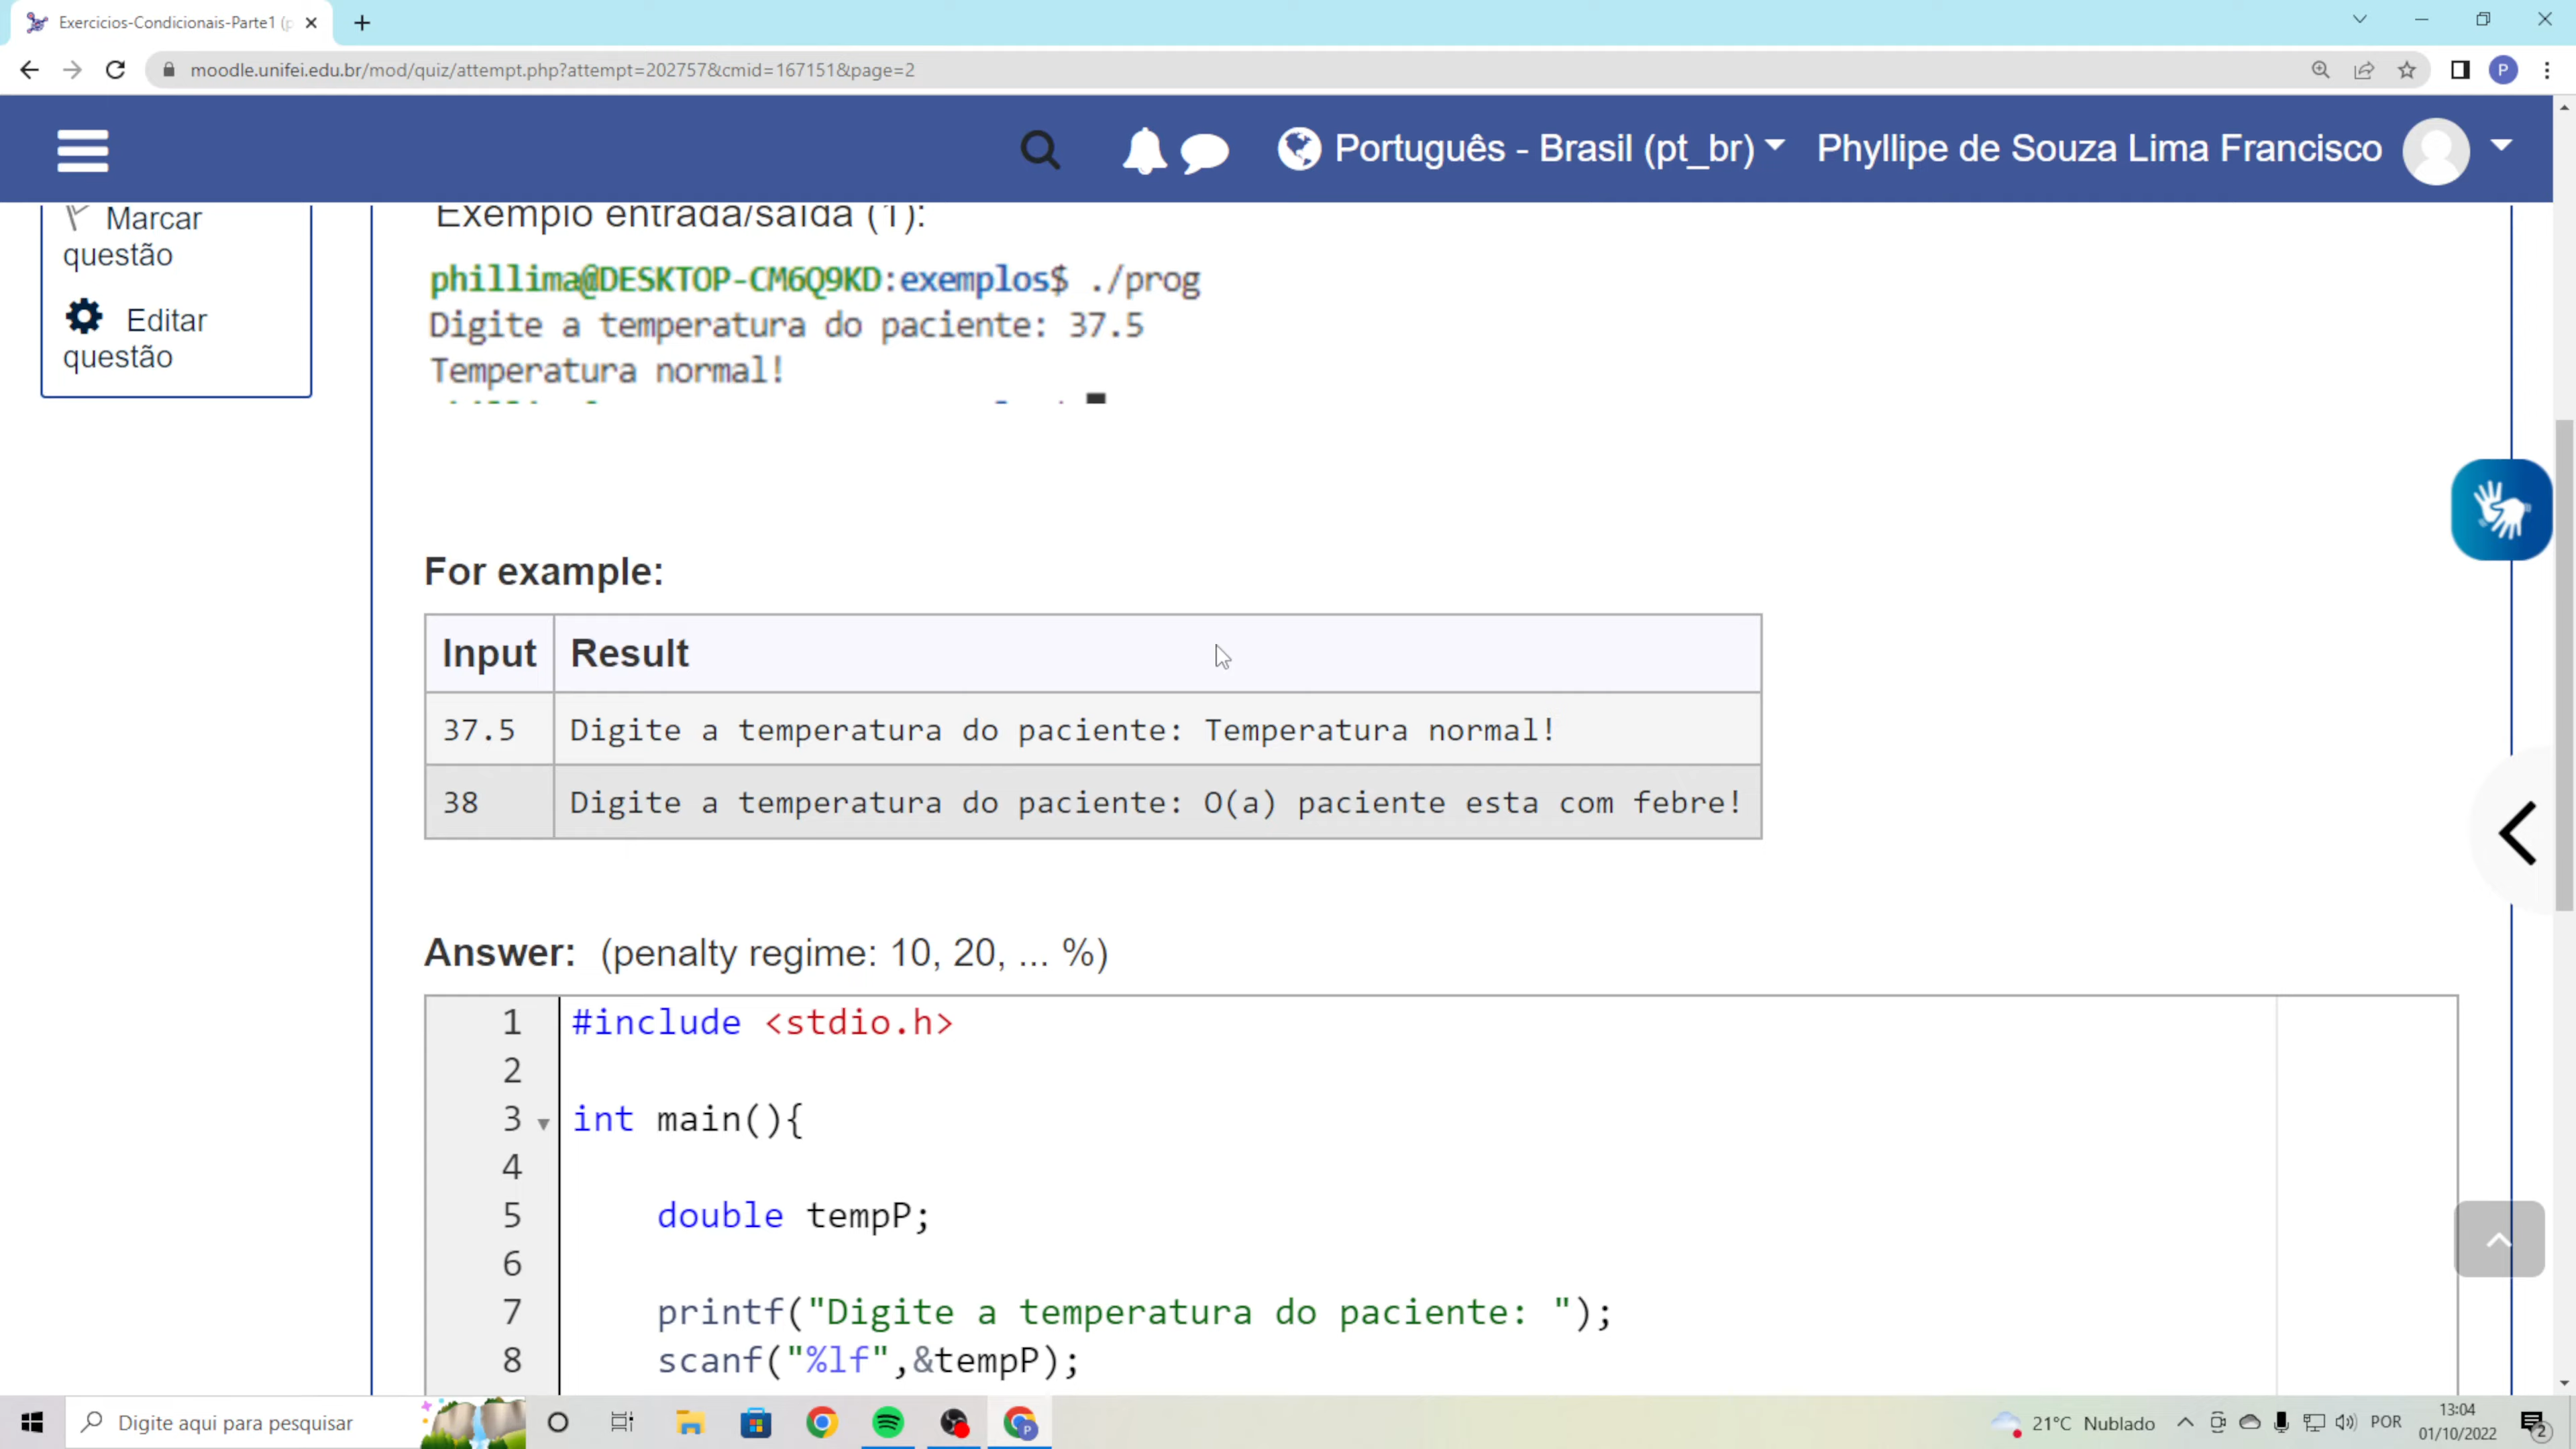 Exercicios-Condicionais-Parte1 (p
moodle.unifei.edu.br/mod/quiz/attempt.php?attempt=202757&cmid=167151&page=2
P
Português - Brasil (pt_br)
Phyllipe de Souza Lima Francisco
Marcar
questão
Editar
questão
Exemplo entrada/saída (1):
phillima@DESKTOP-CM6Q9KD:exemplos$ ./prog
Digite a temperatura do paciente: 37.5
Temperatura normal!
For example:
Input Result
37.5 Digite a temperatura do paciente: Temperatura normal!
38 Digite a temperatura do paciente: O(a) paciente esta com febre!
Answer: (penalty regime: 10, 20, ... %)
1 #include <stdio.h>
2
3 int main(){
4
5 double tempP;
6
7 printf("Digite a temperatura do paciente: ");
8 scanf("%lf",&tempP);
Digite aqui para pesquisar
P
21°C Nublado
POR
13:04
01/10/2022
2